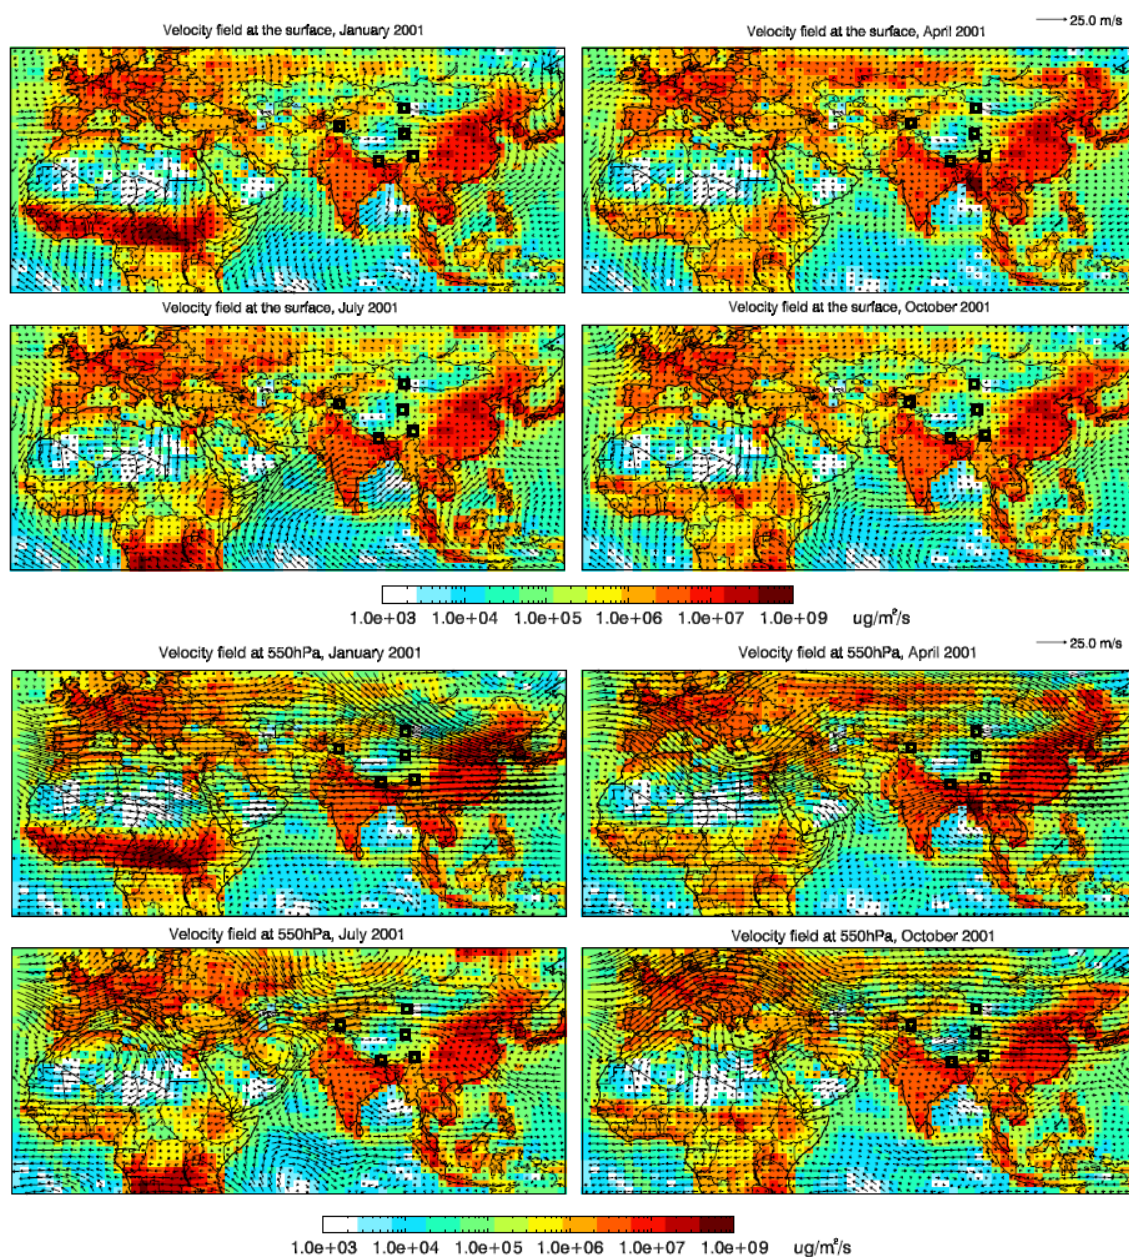 25.0 m/s
Velocity field at the surface, January 2001
Velocity field at the surface, April 2001
Velocity field at the surface, July 2001
Velocity field at the surface, October 2001
1.0e+03 1.0e+04 1.0e+05 1.0e+06 1.0e+07 1.0e+09 ug/m²/s
25.0 m/s
Velocity field at 550hPa, January 2001
Velocity field at 550hPa, April 2001
Velocity field at 550hPa, July 2001
Velocity field at 550hPa, October 2001
1.0e+03 1.0e+04 1.0e+05 1.0e+06 1.0e+07 1.0e+09 ug/m²/s